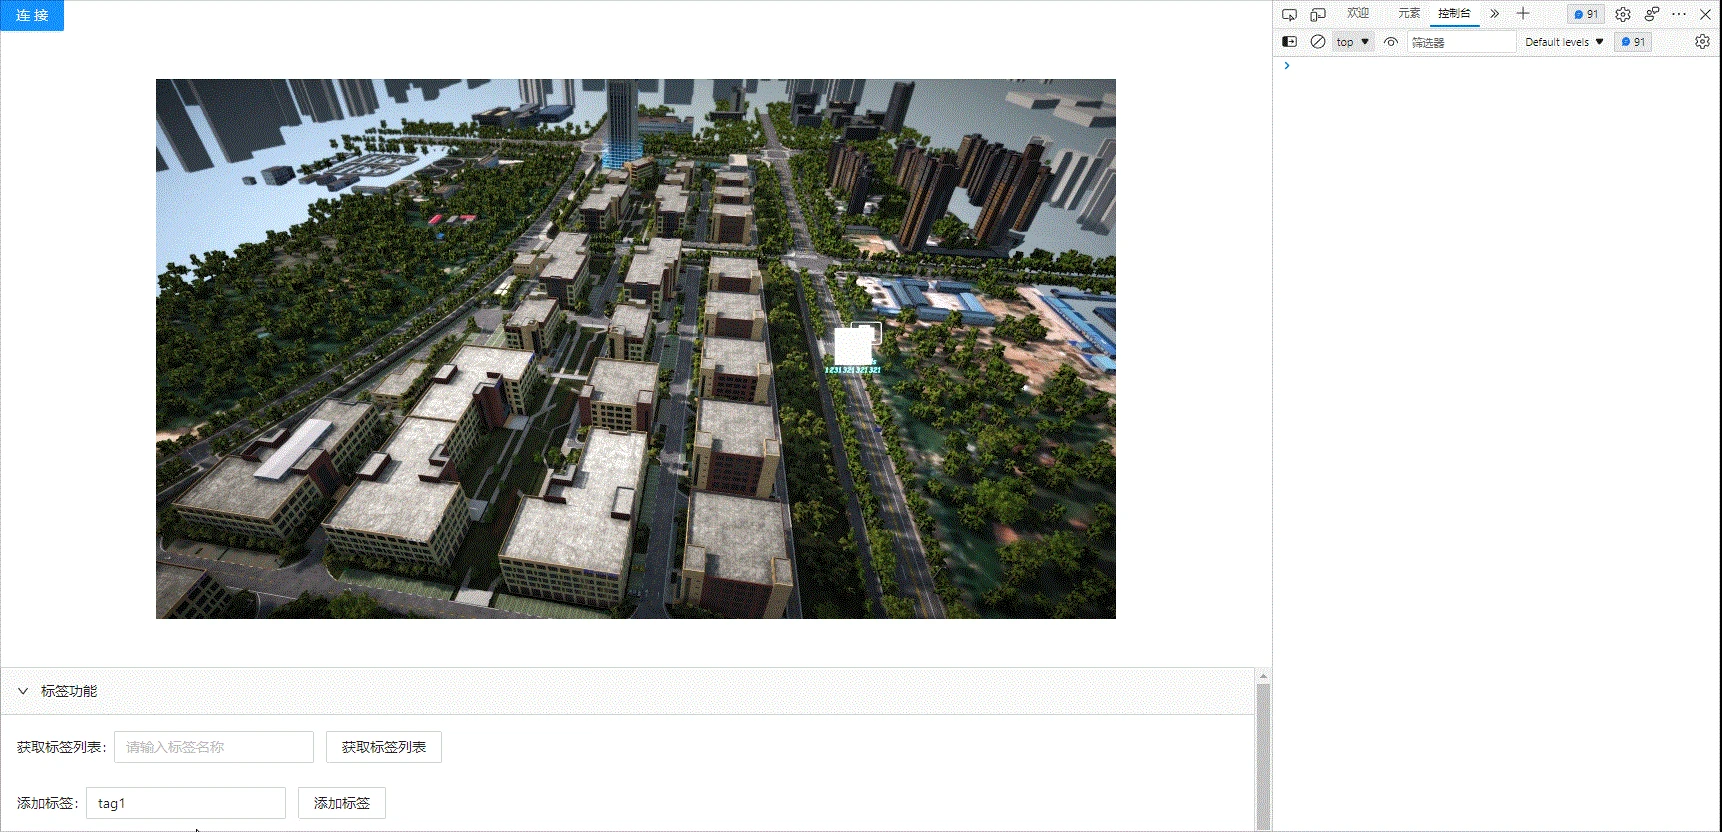 连 接
欢迎
元素
控制台
91
top
筛选器
Default levels
91
1231321321321
标签功能
获取标签列表:
请输入标签名称
获取标签列表
添加标签:
tag1
添加标签